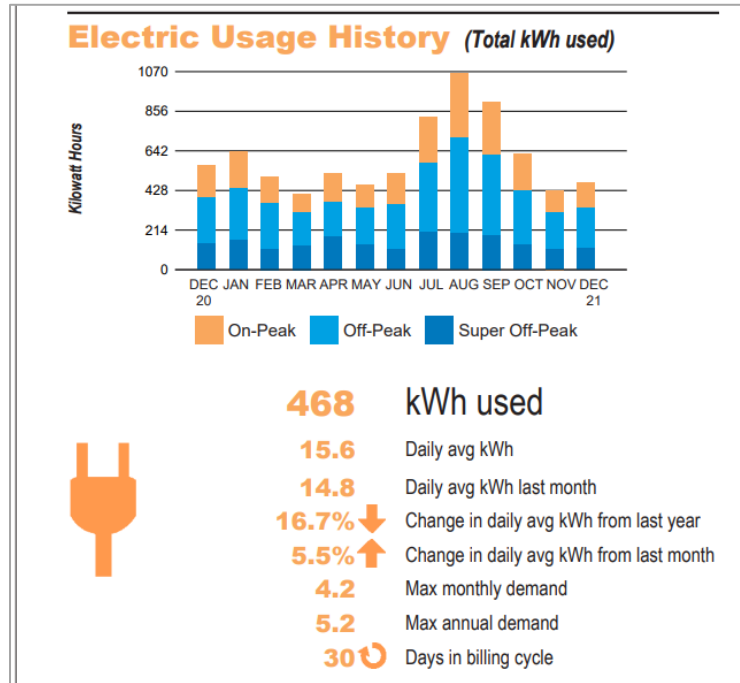 Electric Usage History (Total kWh used)
Kilowatt Hours
1070
856
642
428
214
0
DEC JAN FEB MAR APR MAY JUN JUL AUG SEP OCT NOV DEC
20 21
On-Peak Off-Peak Super Off-Peak
468 kWh used
15.6 Daily avg kWh
14.8 Daily avg kWh last month
16.7% Change in daily avg kWh from last year
5.5% Change in daily avg kWh from last month
4.2 Max monthly demand
5.2 Max annual demand
30 Days in billing cycle